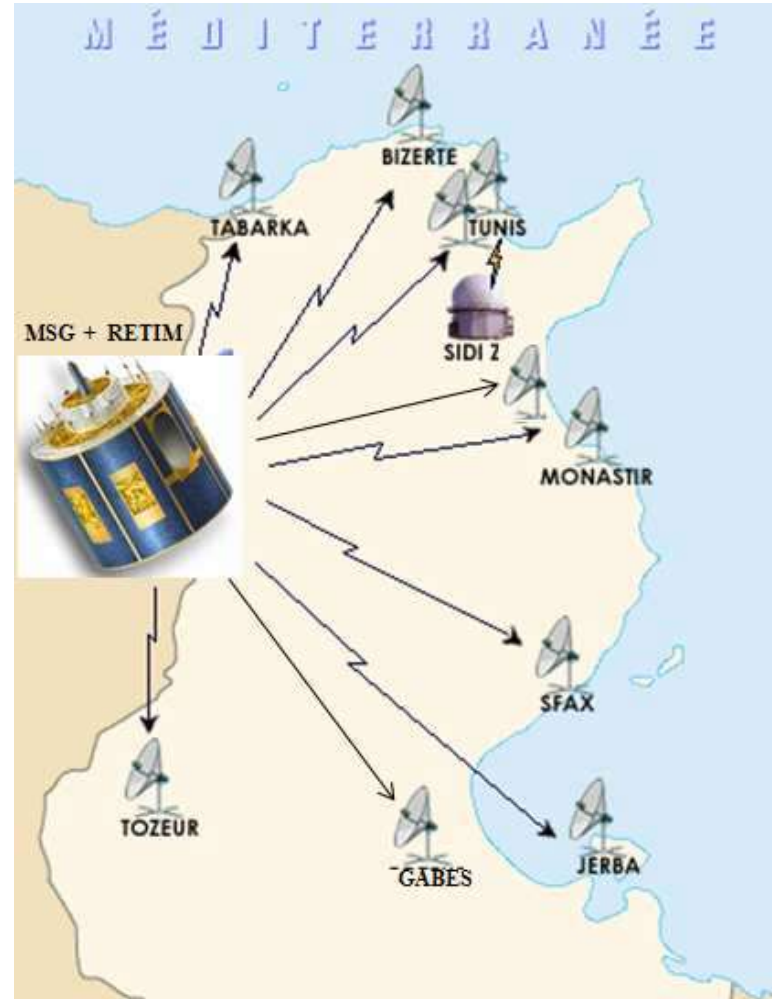 MÉDITERRANÉE
BIZERTE
TABARKA
TUNIS
MSG + RETIM
SIDI Z
MONASTIR
SFAX
TOZEUR
GABES
JERBA